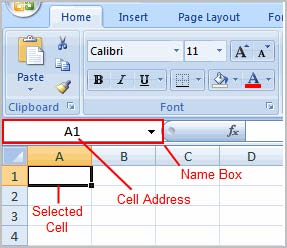 Home Insert Page Layout Formulas
Calibri 11 A A
Paste B I U A
Clipboard Font
A1 fx
Name Box
A B C D
1
Cell Address
2
Selected
Cell
3
4